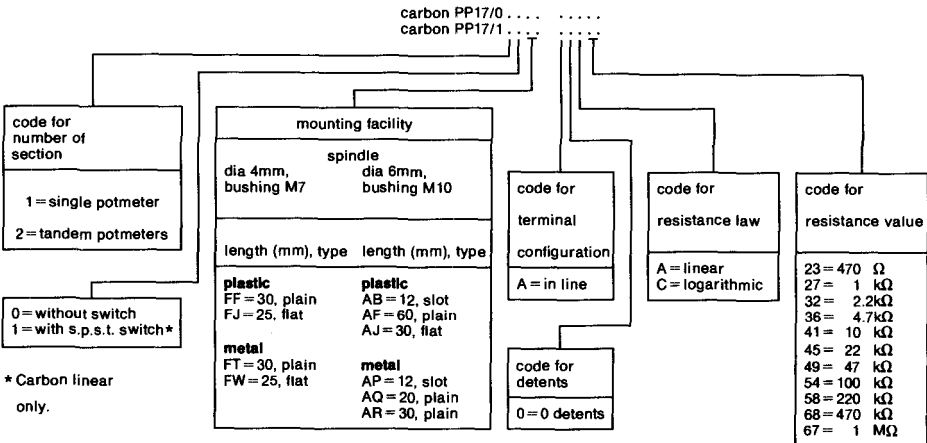 carbon PP17/0 . . . .   . . . . .
carbon PP17/1 . . . .   . . . . .
code for
number of
section
1 = single potmeter
2 = tandem potmeters
0 = without switch
1 = with s.p.s.t. switch*
* Carbon linear
only.
mounting facility
spindle
dia 4mm, dia 6mm,
bushing M7 bushing M10
length (mm), type length (mm), type
plastic plastic
FF = 30, plain AB = 12, slot
FJ = 25, flat AF = 60, plain
AJ = 30, flat
metal
FT = 30, plain metal
FW = 25, flat AP = 12, slot
AQ = 20, plain
AR = 30, plain
code for
terminal
configuration
A = in line
code for
detents
0 = 0 detents
code for
resistance law
A = linear
C = logarithmic
code for
resistance value
23 = 470 Ω
27 = 1 kΩ
32 = 2.2kΩ
36 = 4.7kΩ
41 = 10 kΩ
45 = 22 kΩ
49 = 47 kΩ
54 = 100 kΩ
58 = 220 kΩ
68 = 470 kΩ
67 = 1 MΩ